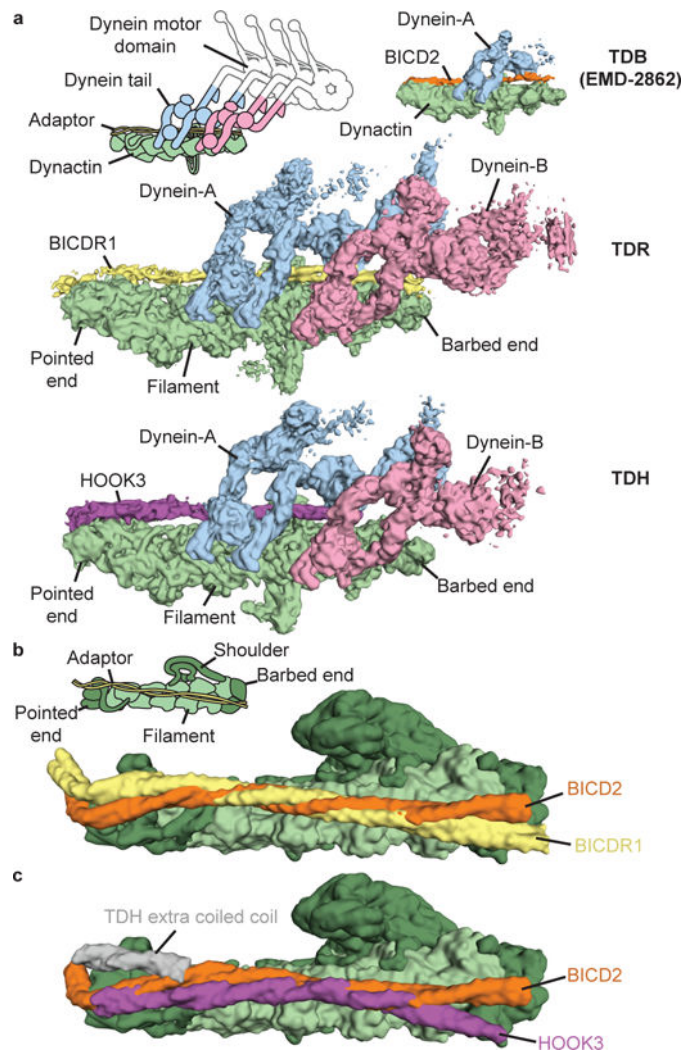 a
Dynein motor
domain
Dynein tail
Adaptor
Dynactin
Dynein-A
BICD2
Dynactin
TDB
(EMD-2862)
Dynein-A
Dynein-B
BICDR1
TDR
Pointed
end
Filament
Barbed end
Dynein-A
Dynein-B
HOOK3
TDH
Pointed
end
Filament
Barbed end
b
Shoulder
Adaptor
Barbed end
Pointed
end
Filament
BICD2
BICDR1
c
TDH extra coiled coil
BICD2
HOOK3